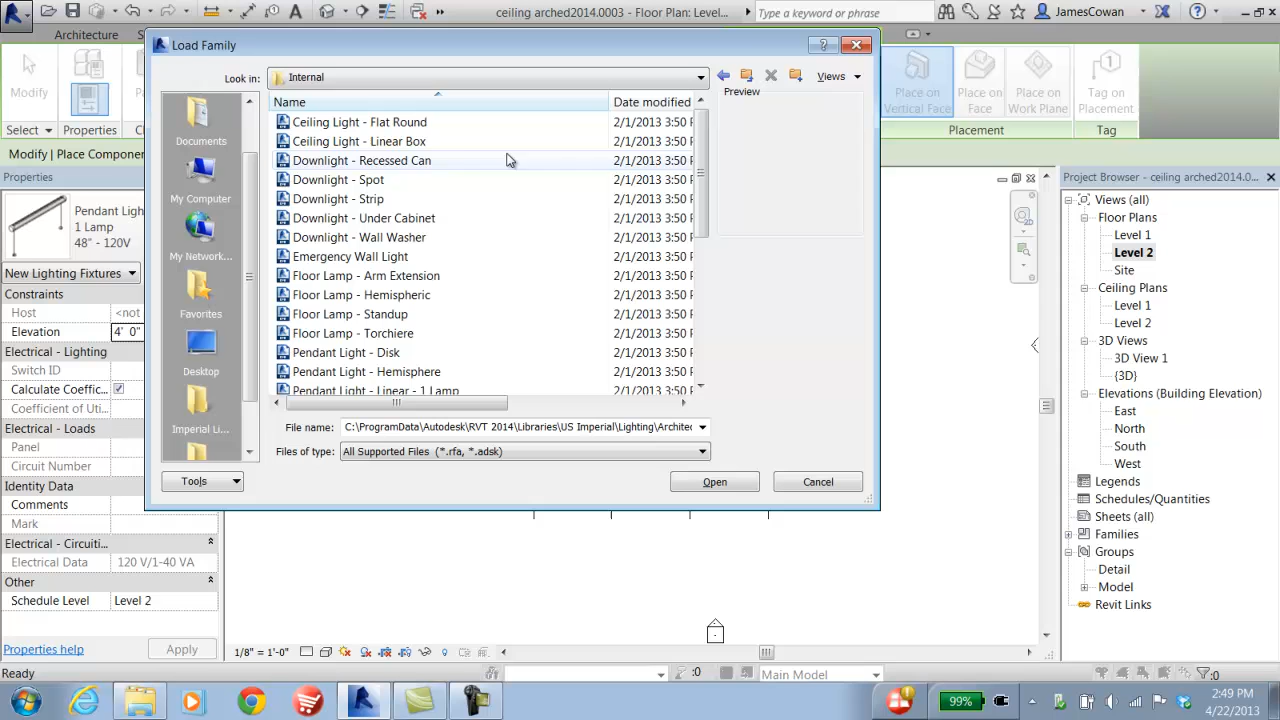 ceiling arched2014.0003 - Floor Plan: Level...
Type a keyword or phrase
JamesCowan
Architecture
Load Family
Modify
Select
Properties
Place on Vertical Face
Place on Face
Place on Work Plane
Tag on Placement
Placement
Tag
Modify | Place Componen
Look in:
Internal
Views
Preview
Name
Date modified
Ceiling Light - Flat Round 2/1/2013 3:50 P
Ceiling Light - Linear Box 2/1/2013 3:50 P
Downlight - Recessed Can 2/1/2013 3:50 P
Downlight - Spot 2/1/2013 3:50 P
Downlight - Strip 2/1/2013 3:50 P
Downlight - Under Cabinet 2/1/2013 3:50 P
Downlight - Wall Washer 2/1/2013 3:50 P
Emergency Wall Light 2/1/2013 3:50 P
Floor Lamp - Arm Extension 2/1/2013 3:50 P
Floor Lamp - Hemispheric 2/1/2013 3:50 P
Floor Lamp - Standup 2/1/2013 3:50 P
Floor Lamp - Torchiere 2/1/2013 3:50 P
Pendant Light - Disk 2/1/2013 3:50 P
Pendant Light - Hemisphere 2/1/2013 3:50 P
Pendant Light - Linear - 1 Lamp 2/1/2013 3:50 P
Documents
My Computer
My Network...
Favorites
Desktop
Imperial Li...
File name: C:\ProgramData\Autodesk\RVT 2014\Libraries\US Imperial\Lighting\Architec
Files of type: All Supported Files (*.rfa, *.adsk)
Tools
Open
Cancel
Properties
Pendant Ligh
1 Lamp
48" - 120V
New Lighting Fixtures
Constraints
Host <not
Elevation 4' 0"
Electrical - Lighting
Switch ID
Calculate Coeffic...
Coefficient of Uti...
Electrical - Loads
Panel
Circuit Number
Identity Data
Comments
Mark
Electrical - Circuiti...
Electrical Data 120 V/1-40 VA
Other
Schedule Level Level 2
Properties help
Apply
Project Browser - ceiling arched2014.0...
Views (all)
Floor Plans
Level 1
Level 2
Site
Ceiling Plans
Level 1
Level 2
3D Views
3D View 1
{3D}
Elevations (Building Elevation)
East
North
South
West
Legends
Schedules/Quantities
Sheets (all)
Families
Groups
Detail
Model
Revit Links
1/8" = 1'-0"
Ready
:0
Main Model
:0
99%
2:49 PM
4/22/2013